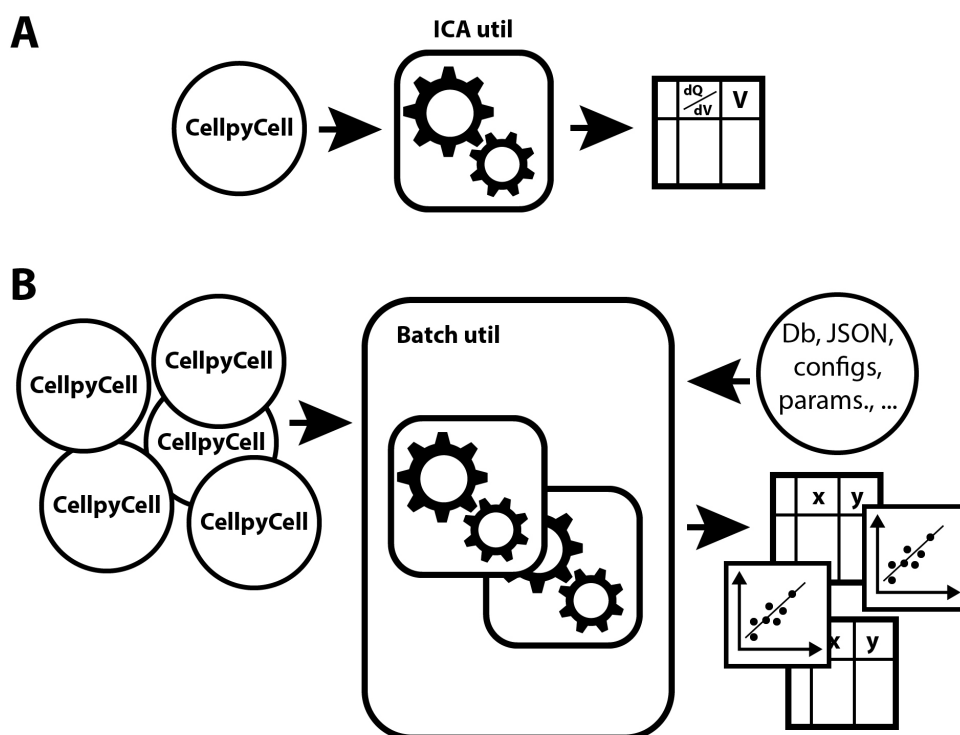 A
ICA util
CellpyCell
dQ
dV
V
B
Batch util
CellpyCell
CellpyCell
CellpyCell
CellpyCell
CellpyCell
Db, JSON,
configs,
params., ...
x y
x y